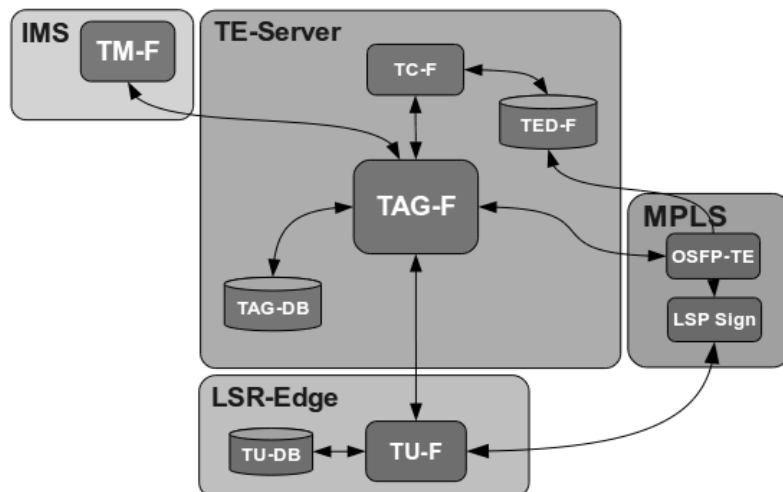 IMS
TM-F
TE-Server
TC-F
TED-F
TAG-F
TAG-DB
MPLS
OSFP-TE
LSP Sign
LSR-Edge
TU-DB
TU-F